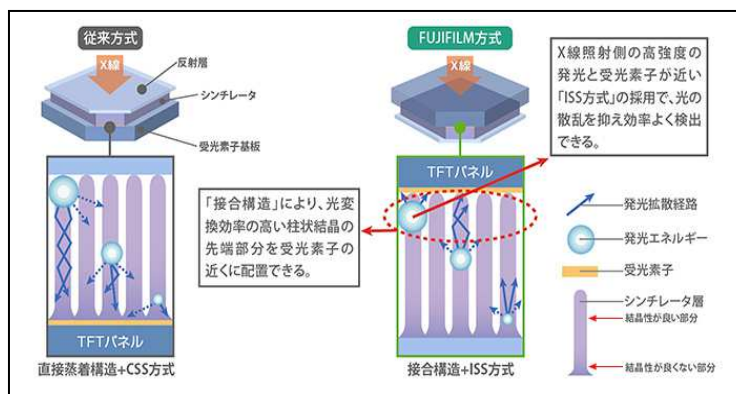 従来方式
X線
反射層
シンチレータ
受光素子基板
TFTパネル
直接蒸着構造+CSS方式
「接合構造」により、光変
換効率の高い柱状結晶の
先端部分を受光素子の
近くに配置できる。
FUJIFILM方式
X線
TFTパネル
接合構造+ISS方式
X線照射側の高強度の
発光と受光素子が近い
「ISS方式」の採用で、光の
散乱を抑え効率よく検出
できる。
発光拡散経路
発光エネルギー
受光素子
シンチレータ層
結晶性が良い部分
結晶性が良くない部分